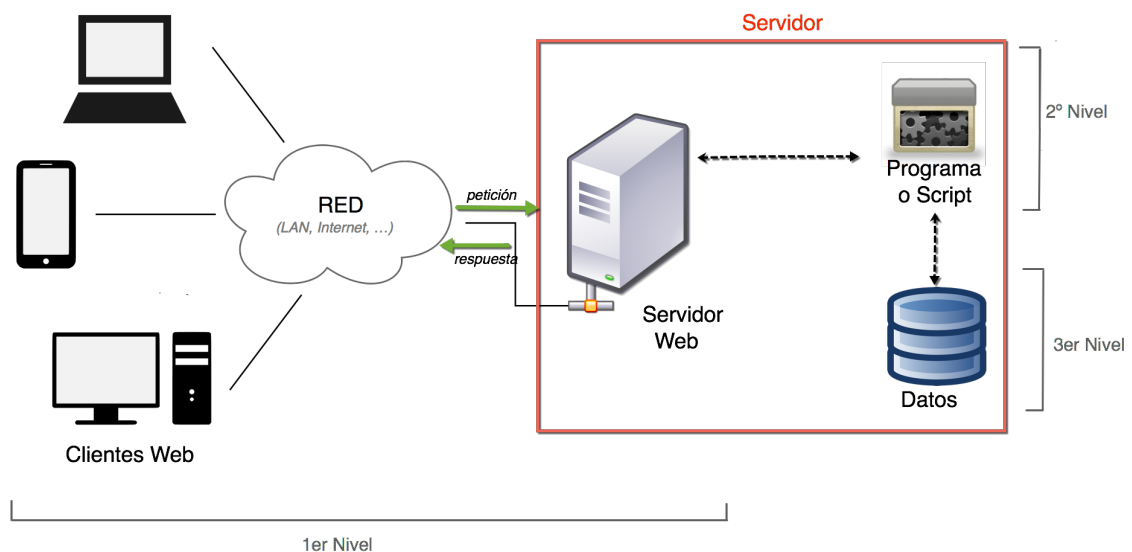 Servidor
2º Nivel
Programa
o Script
petición
RED
(LAN, Internet, ...)
respuesta
Servidor
Web
3er Nivel
Datos
Clientes Web
1er Nivel